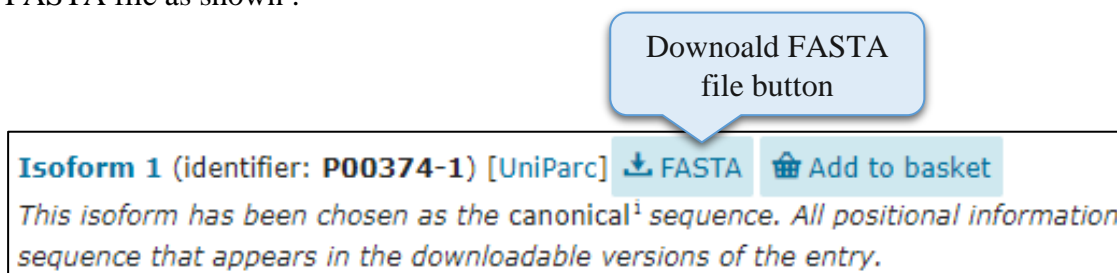 FASTA file as shown :
Downoald FASTA
file button
Isoform 1 (identifier: P00374-1) [UniParc] FASTA Add to basket
This isoform has been chosen as the canonicalⁱ sequence. All positional information
sequence that appears in the downloadable versions of the entry.